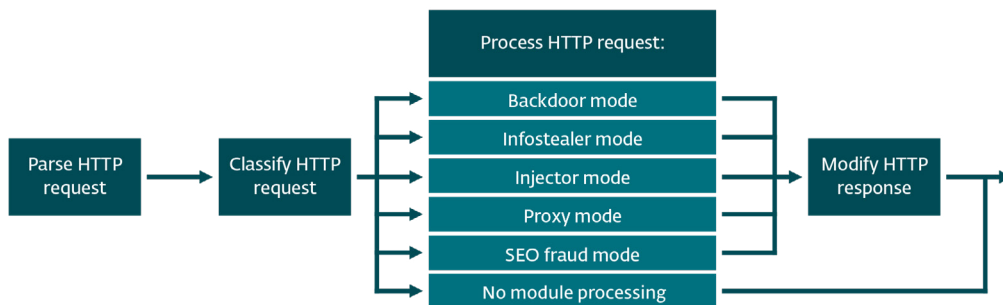 Process HTTP request:
Backdoor mode
Infostealer mode
Parse HTTP
request
Classify HTTP
request
Injector mode
Modify HTTP
response
Proxy mode
SEO fraud mode
No module processing